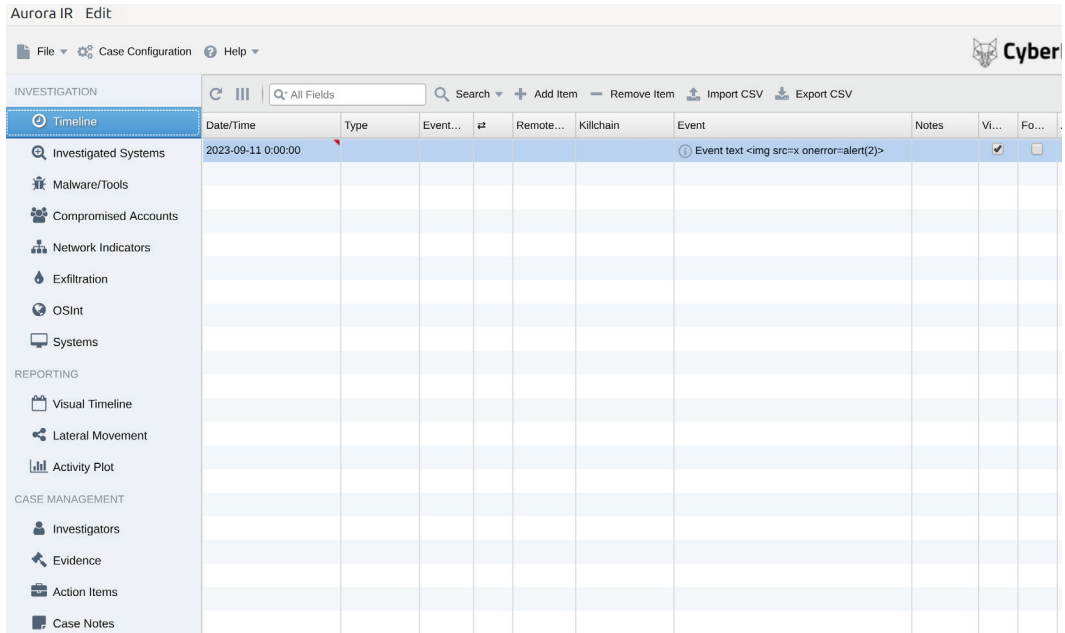 Aurora IR Edit
File Case Configuration Help
Cyber
INVESTIGATION
Timeline
Investigated Systems
Malware/Tools
Compromised Accounts
Network Indicators
Exfiltration
OSInt
Systems
REPORTING
Visual Timeline
Lateral Movement
Activity Plot
CASE MANAGEMENT
Investigators
Evidence
Action Items
Case Notes
All Fields Search Add Item Remove Item Import CSV Export CSV
Date/Time Type Event... ⇄ Remote... Killchain Event Notes Vi... Fo...
2023-09-11 0:00:00 Event text <img src=x onerror=alert(2)>